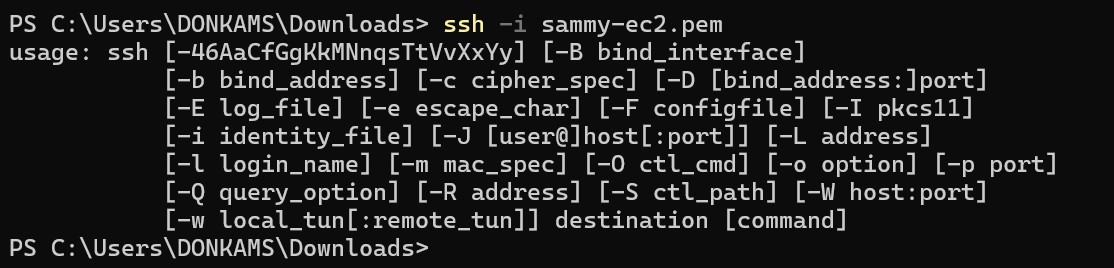 PS C:\Users\DONKAMS\Downloads> ssh -i sammy-ec2.pem
usage: ssh [-46AaCfGgKkMNnqsTtVvXxYy] [-B bind_interface]
           [-b bind_address] [-c cipher_spec] [-D [bind_address:]port]
           [-E log_file] [-e escape_char] [-F configfile] [-I pkcs11]
           [-i identity_file] [-J [user@]host[:port]] [-L address]
           [-l login_name] [-m mac_spec] [-O ctl_cmd] [-o option] [-p port]
           [-Q query_option] [-R address] [-S ctl_path] [-W host:port]
           [-w local_tun[:remote_tun]] destination [command]
PS C:\Users\DONKAMS\Downloads>